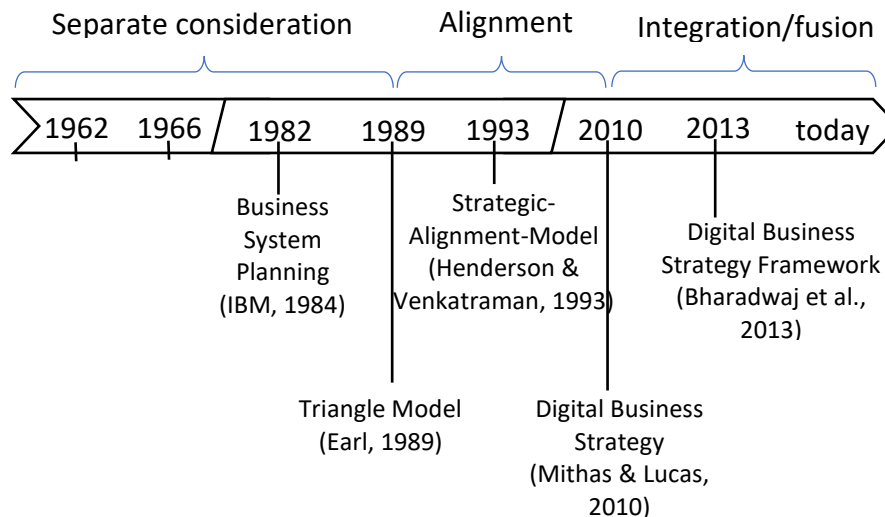 Separate consideration
Alignment
Integration/fusion
1962 1966 1982 1989 1993 2010 2013 today
Business
System
Planning
(IBM, 1984)
Strategic-
Alignment-Model
(Henderson &
Venkatraman, 1993)
Digital Business
Strategy Framework
(Bharadwaj et al.,
2013)
Triangle Model
(Earl, 1989)
Digital Business
Strategy
(Mithas & Lucas,
2010)